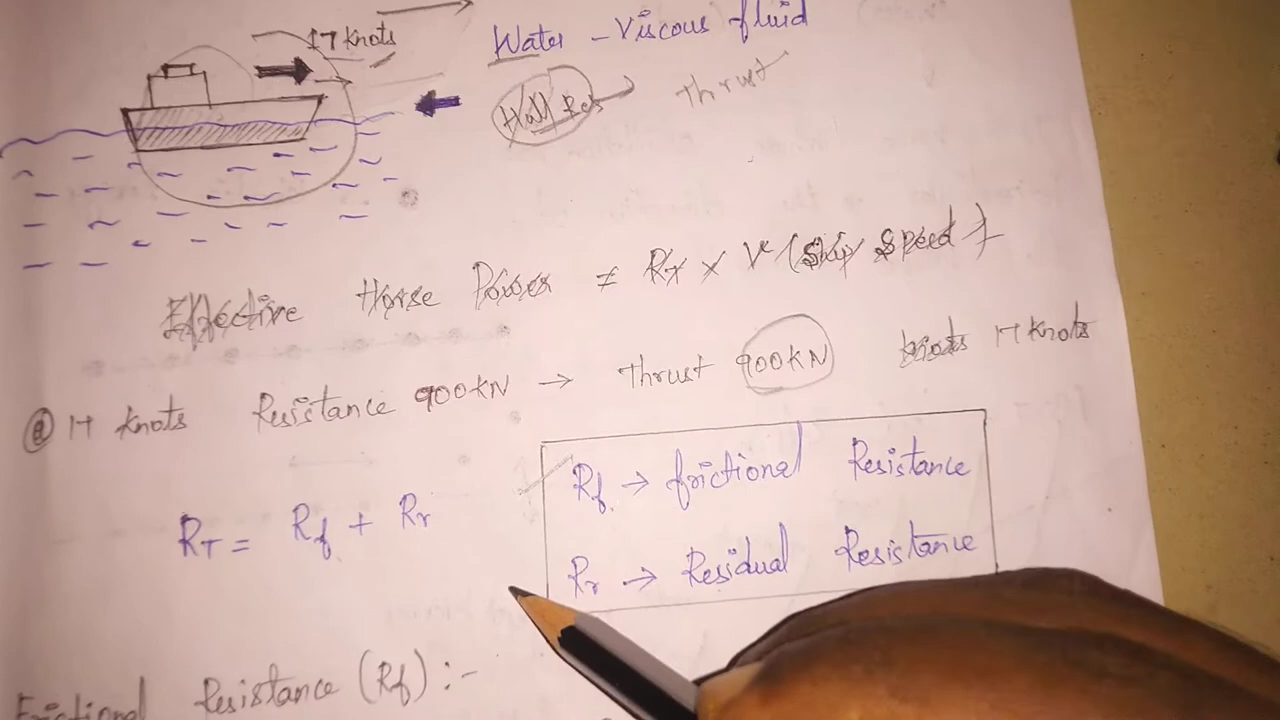 17 Knots
Water - Viscous fluid
Hull Res
Thrust
Effective Horse Power = RT x V (Ship Speed)
@ 17 knots Resistance 900KN → Thrust 900KN 17 Knots
RT = Rf + Rr
Rf → frictional Resistance
Rr → Residual Resistance
Frictional Resistance (Rf) :-